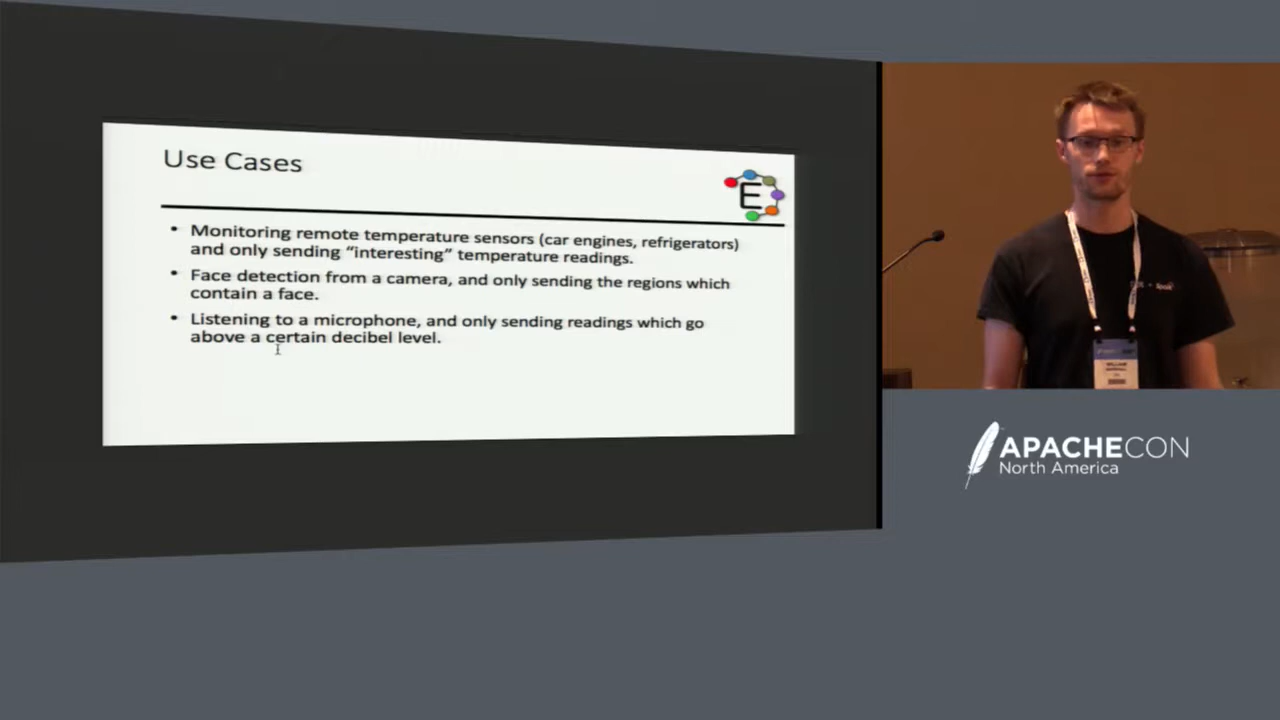 Use Cases
E
• Monitoring remote temperature sensors (car engines, refrigerators)
and only sending “interesting” temperature readings.
• Face detection from a camera, and only sending the regions which
contain a face.
• Listening to a microphone, and only sending readings which go
above a certain decibel level.
WILLIAM
APACHECON
North America